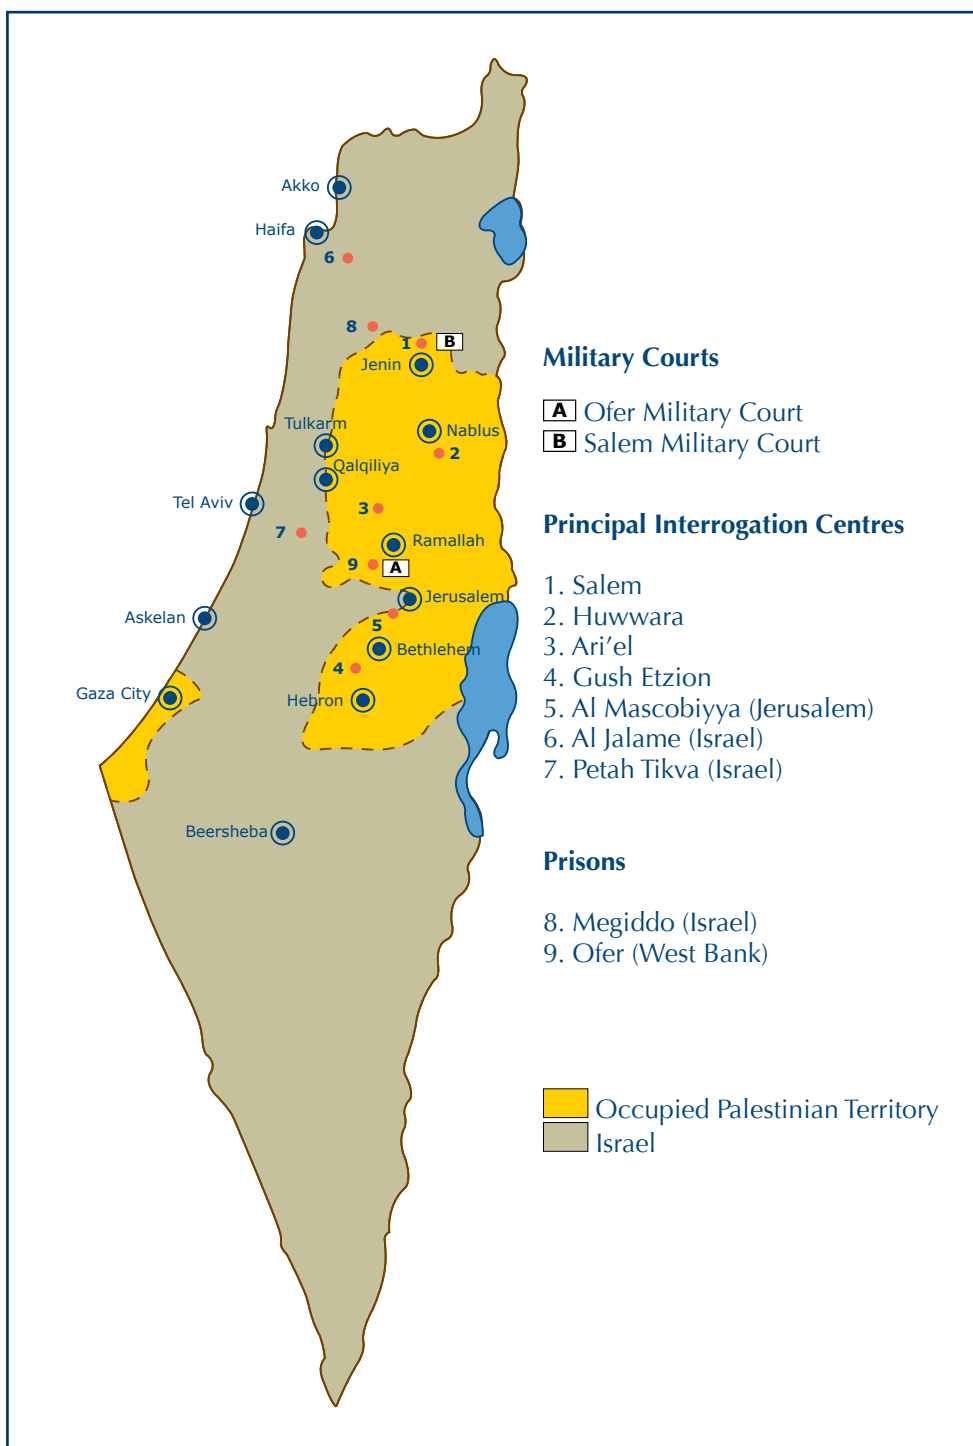 Akko
Haifa
6
8
1
B
Jenin
Tulkarm
Nablus
2
Qalqiliya
Tel Aviv
3
7
Ramallah
9
A
Jerusalem
Askelan
5
Bethlehem
4
Gaza City
Hebron
Beersheba
Military Courts
A Ofer Military Court
B Salem Military Court
Principal Interrogation Centres
1. Salem
2. Huwwara
3. Ari’el
4. Gush Etzion
5. Al Mascobiyya (Jerusalem)
6. Al Jalame (Israel)
7. Petah Tikva (Israel)
Prisons
8. Megiddo (Israel)
9. Ofer (West Bank)
Occupied Palestinian Territory
Israel